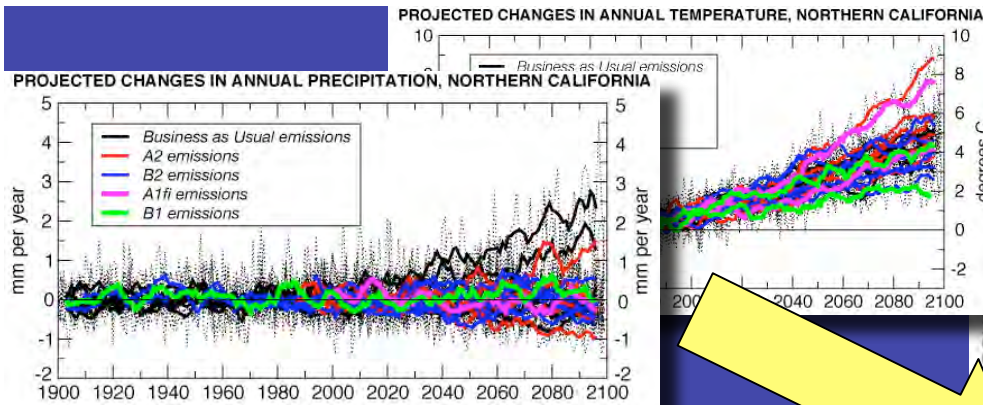 PROJECTED CHANGES IN ANNUAL TEMPERATURE, NORTHERN CALIFORNIA
10
10
Business as Usual emissions
8
6
4
2
0
-2
degrees C
2040
2060
2080
2100
PROJECTED CHANGES IN ANNUAL PRECIPITATION, NORTHERN CALIFORNIA
5
4
3
2
1
0
-1
-2
mm per year
5
4
3
2
1
0
-1
-2
mm per year
Business as Usual emissions
A2 emissions
B2 emissions
A1fi emissions
B1 emissions
1900 1920 1940 1960 1980 2000 2020 2040 2060 2080 2100